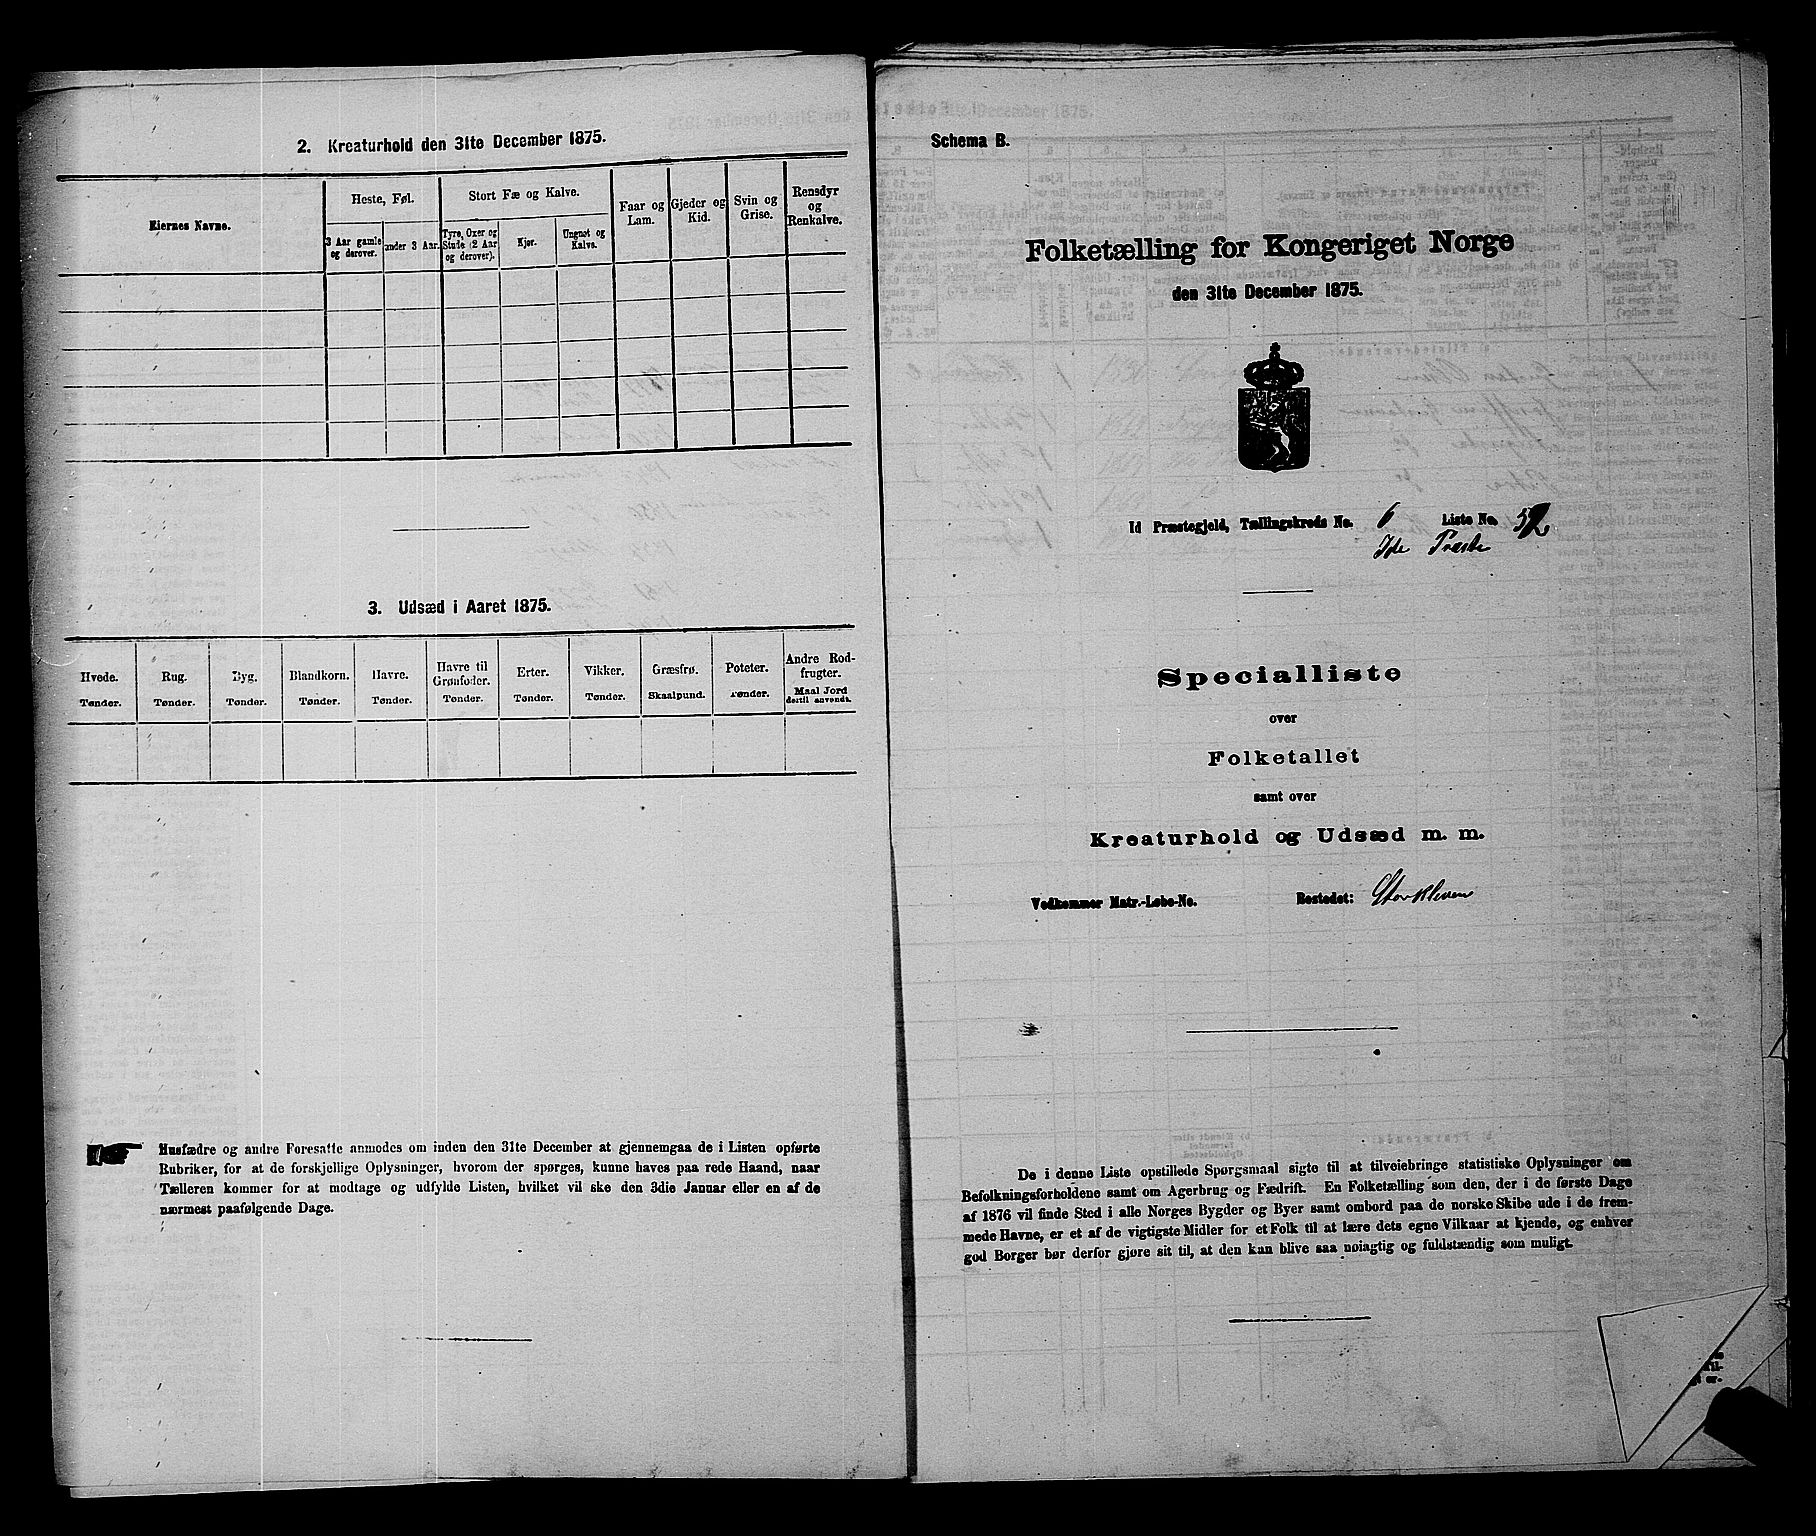 2. Kreaturhold den 31te December 1875.
Eiernes Navne.
Heste, Føl.
3 Aar gamle og derover.
under 3 Aar.
Stort Fæ og Kalve.
Tyre, Oxer og Stude (2 Aar og derover).
Kjør.
Ungnøt og Kalve.
Faar og Lam.
Gjeder og Kid.
Svin og Grise.
Rensdyr og Renkalve.
3. Udsæd i Aaret 1875.
Hvede. Tønder.
Rug. Tønder.
Byg. Tønder.
Blandkorn. Tønder.
Havre. Tønder.
Havre til Grønfoder. Tønder.
Erter. Tønder.
Vikker. Tønder.
Græsfrø. Skaalpund.
Poteter. Tønder.
Andre Rodfrugter. Maal Jord dertil anvendt.
Husfædre og andre Foresatte anmodes om inden den 31te December at gjennemgaa de i Listen opførte
Rubriker, for at de forskjellige Oplysninger, hvorom der spørges, kunne haves paa rede Haand, naar
Tælleren kommer for at modtage og udfylde Listen, hvilket vil ske den 3die Januar eller en af de
nærmest paafølgende Dage.
Schema B.
Folketælling for Kongeriget Norge
den 31te December 1875.
Id Præstegjeld, Tællingskreds No. 6 Liste No. 52
Ide Præste
Specialliste
over
Folketallet
samt over
Kreaturhold og Udsæd m. m.
Vedkommer Matr.-Løbe-No. Bostedet: Storkleven
De i denne Liste opstillede Spørgsmaal sigte til at tilveiebringe statistiske Oplysninger om
Befolkningsforholdene samt om Agerbrug og Fædrift. En Folketælling som den, der i de første Dage
af 1876 vil finde Sted i alle Norges Bygder og Byer samt ombord paa de norske Skibe ude i frem-
mede Havne, er et af de vigtigste Midler for et Folk til at lære dets egne Vilkaar at kjende, og enhver
god Borger bør derfor gjøre sit til, at den kan blive saa nøiagtig og fuldstændig som muligt.